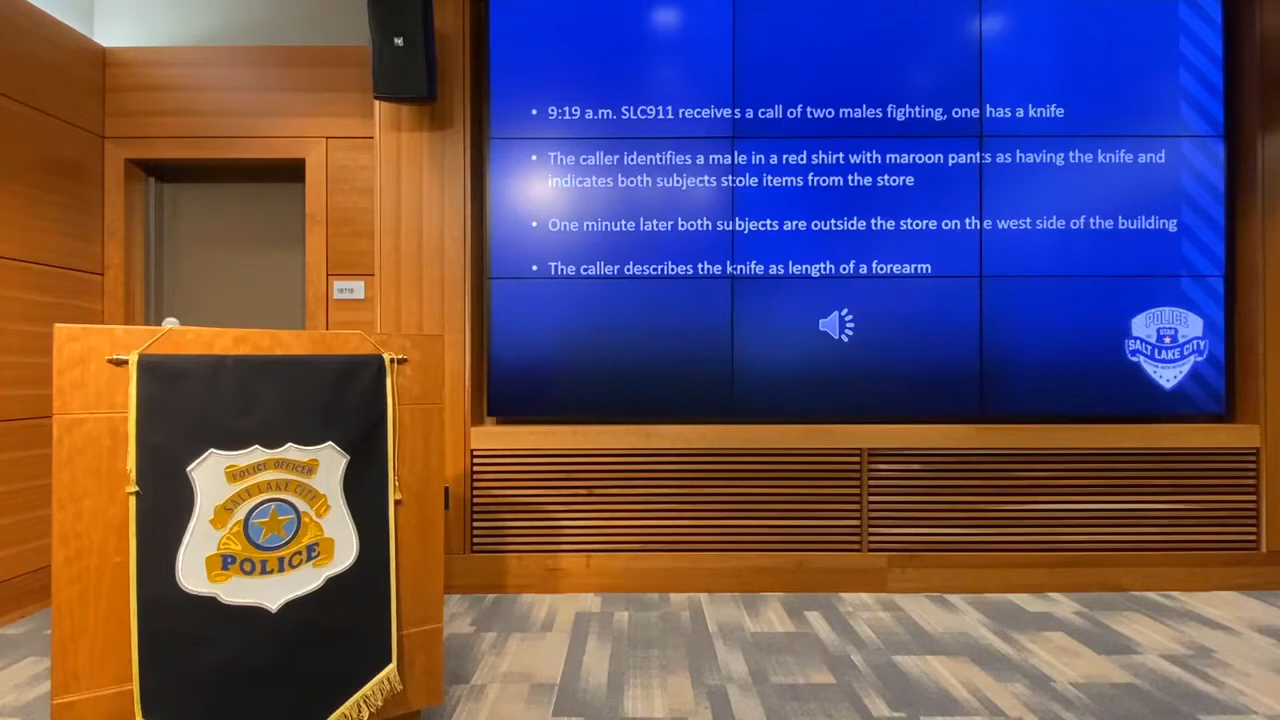 • 9:19 a.m. SLC911 receives a call of two males fighting, one has a knife
• The caller identifies a male in a red shirt with maroon pants as having the knife and
indicates both subjects stole items from the store
• One minute later both subjects are outside the store on the west side of the building
• The caller describes the knife as length of a forearm
POLICE
UTAH
SALT LAKE CITY
POLICE OFFICER
SALT LAKE CITY
POLICE